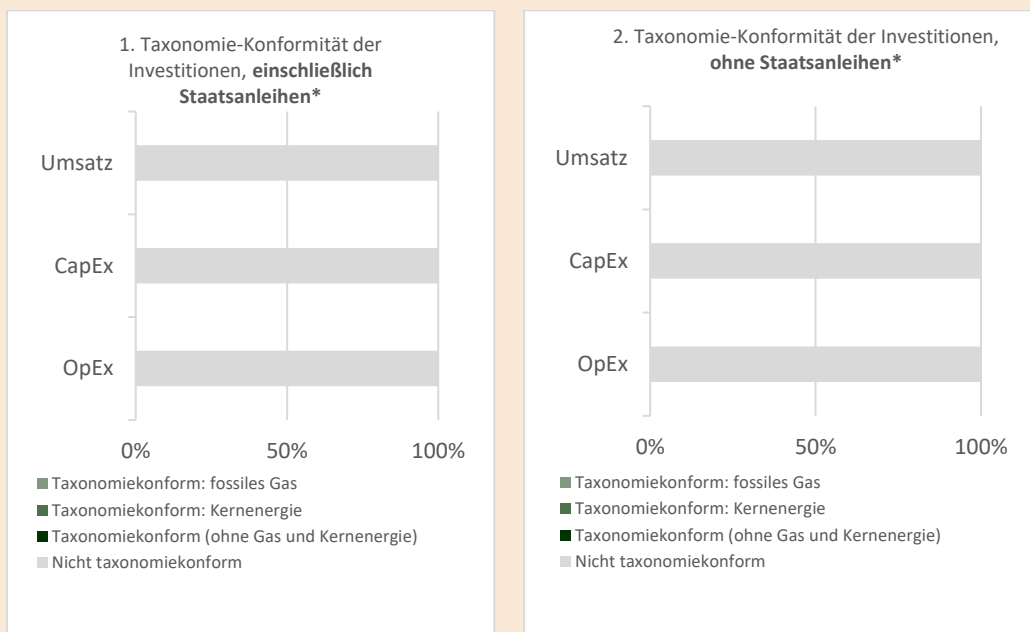 1. Taxonomie-Konformität der
Investitionen, einschließlich
Staatsanleihen*
Umsatz
CapEx
OpEx
0% 50% 100%
Taxonomiekonform: fossiles Gas
Taxonomiekonform: Kernenergie
Taxonomiekonform (ohne Gas und Kernenergie)
Nicht taxonomiekonform
2. Taxonomie-Konformität der Investitionen,
ohne Staatsanleihen*
Umsatz
CapEx
OpEx
0% 50% 100%
Taxonomiekonform: fossiles Gas
Taxonomiekonform: Kernenergie
Taxonomiekonform (ohne Gas und Kernenergie)
Nicht taxonomiekonform